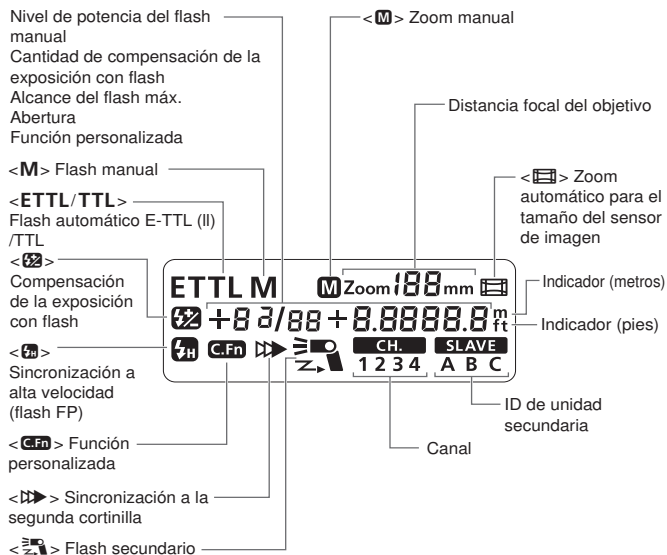 Nivel de potencia del flash
manual
Cantidad de compensación de la
exposición con flash
Alcance del flash máx.
Abertura
Función personalizada
<M> Flash manual
<ETTL/TTL>
Flash automático E-TTL (II)
/TTL
< >
Compensación
de la exposición
con flash
< H >
Sincronización a
alta velocidad
(flash FP)
<C.Fn> Función
personalizada
< > Sincronización a la
segunda cortinilla
< > Flash secundario
<M> Zoom manual
Distancia focal del objetivo
< > Zoom
automático para el
tamaño del sensor
de imagen
Indicador (metros)
Indicador (pies)
ID de unidad
secundaria
Canal
ETTL M M Zoom 188 mm
+8 a/88 +8.8888.8 m
ft
H C.Fn CH. SLAVE
1 2 3 4 A B C